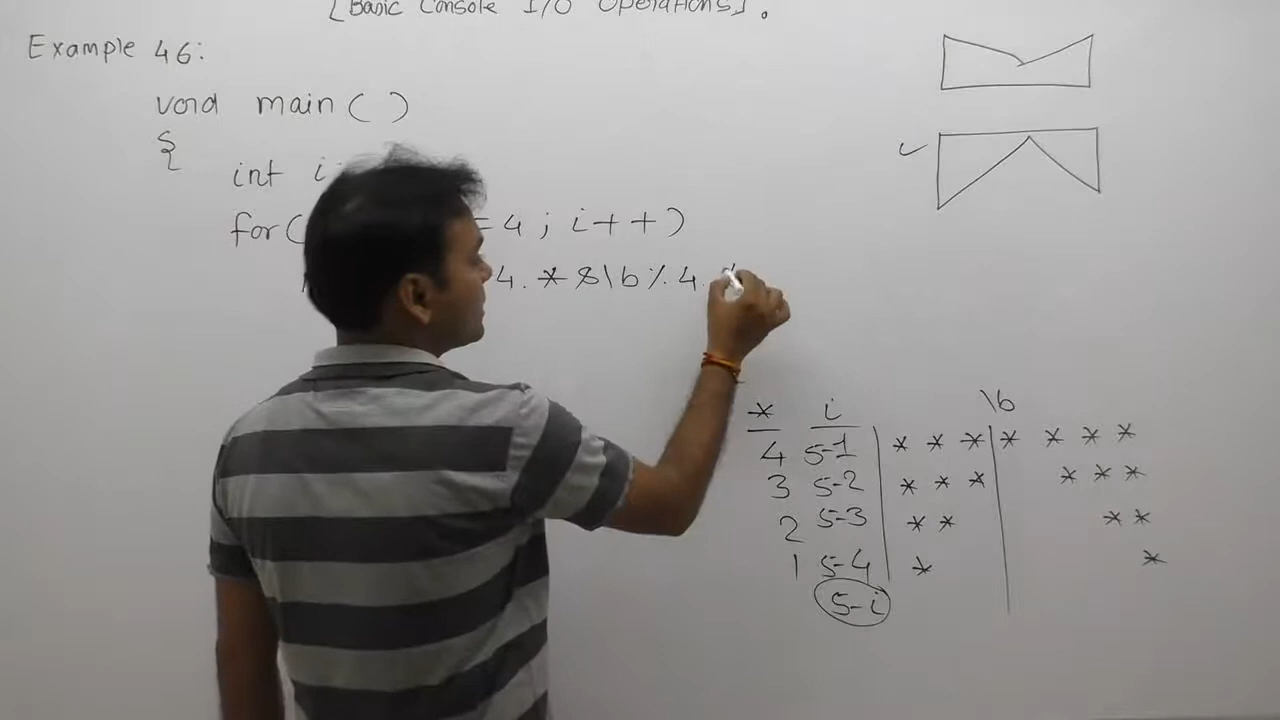 [Basic Console I/O Operations].
Example 46:
void main( )
{
int i
for( = 4 ; i++)
4. * s\b % 4.
\b
* i
4 5-1 * * * * * * *
3 5-2 * * * * * *
2 5-3 * * * *
1 5-4 * *
5-i